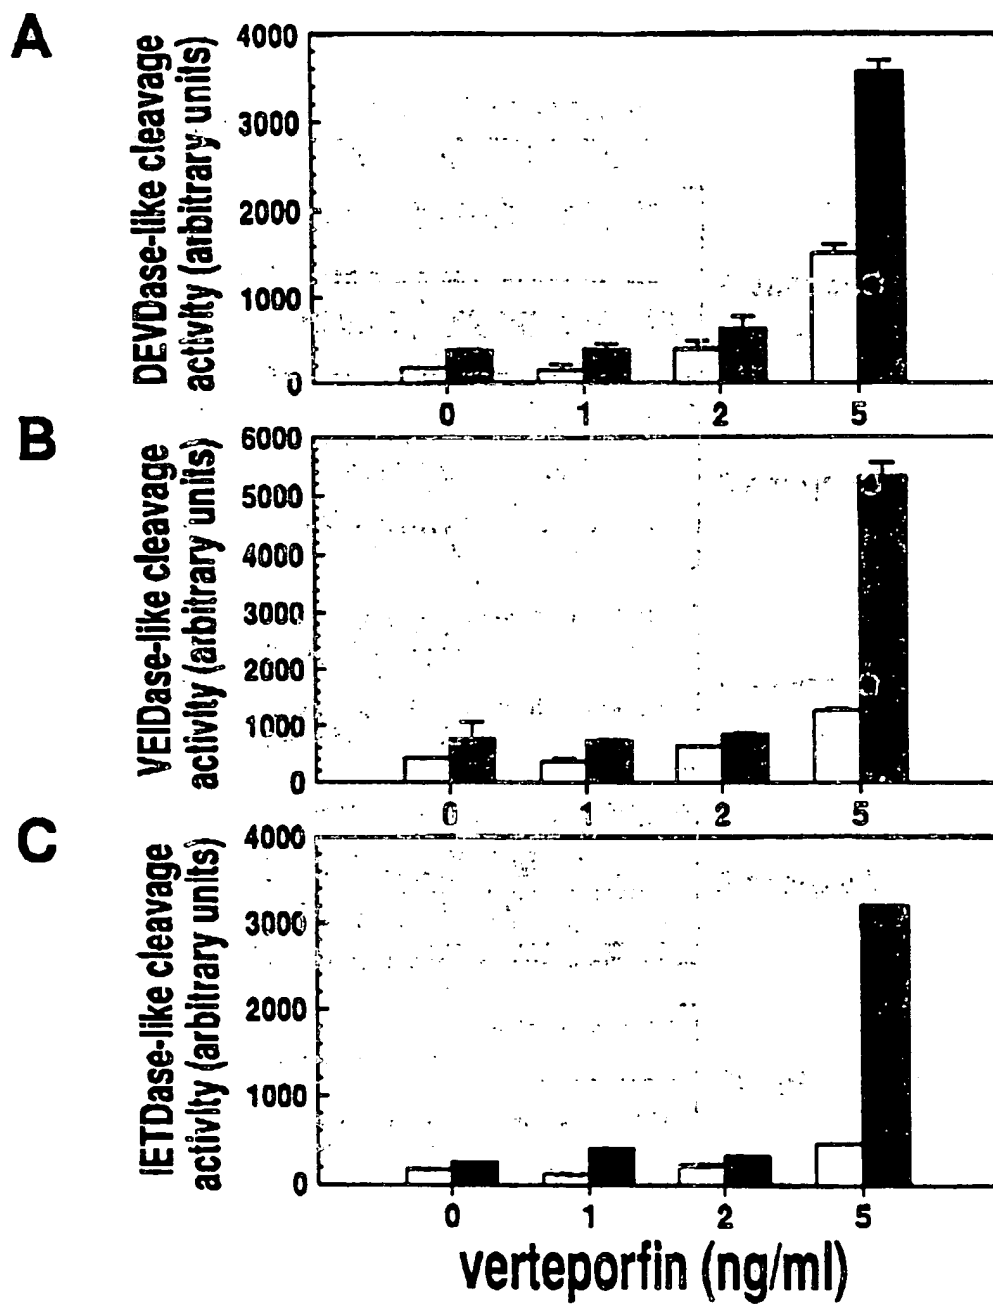 A
DEVDase-like cleavage
activity (arbitrary units)
4000
3000
2000
1000
0
0 1 2 5
B
VEIDase-like cleavage
activity (arbitrary units)
6000
5000
4000
3000
2000
1000
0
0 1 2 5
C
IETDase-like cleavage
activity (arbitrary units)
4000
3000
2000
1000
0
0 1 2 5
verteporfin (ng/ml)